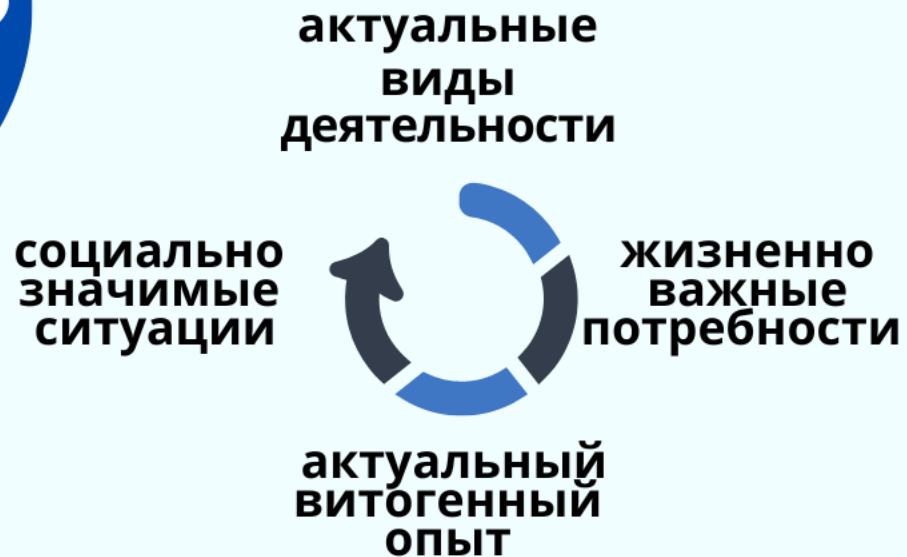 актуальные
виды
деятельности
социально
значимые
ситуации
жизненно
важные
потребности
актуальный
витогенный
опыт